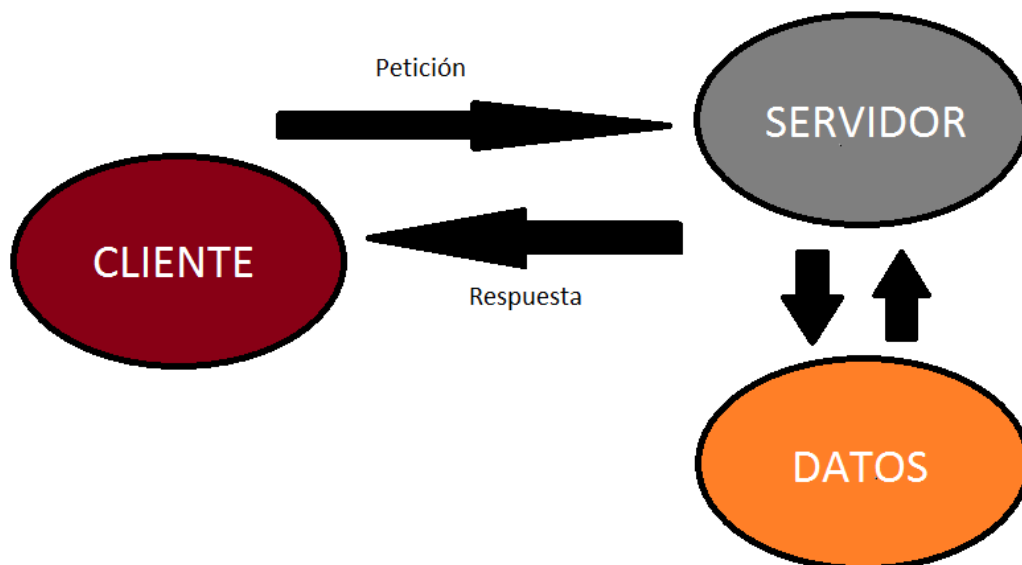 Petición
SERVIDOR
CLIENTE
Respuesta
DATOS